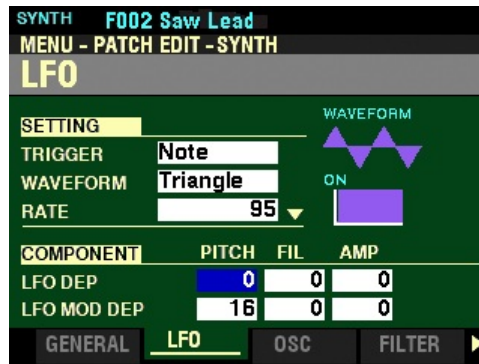 SYNTH F002 Saw Lead
MENU - PATCH EDIT - SYNTH
LFO
SETTING
WAVEFORM
TRIGGER Note
WAVEFORM Triangle
ON
RATE 95
COMPONENT PITCH FIL AMP
LFO DEP 0 0 0
LFO MOD DEP 16 0 0
GENERAL LFO OSC FILTER